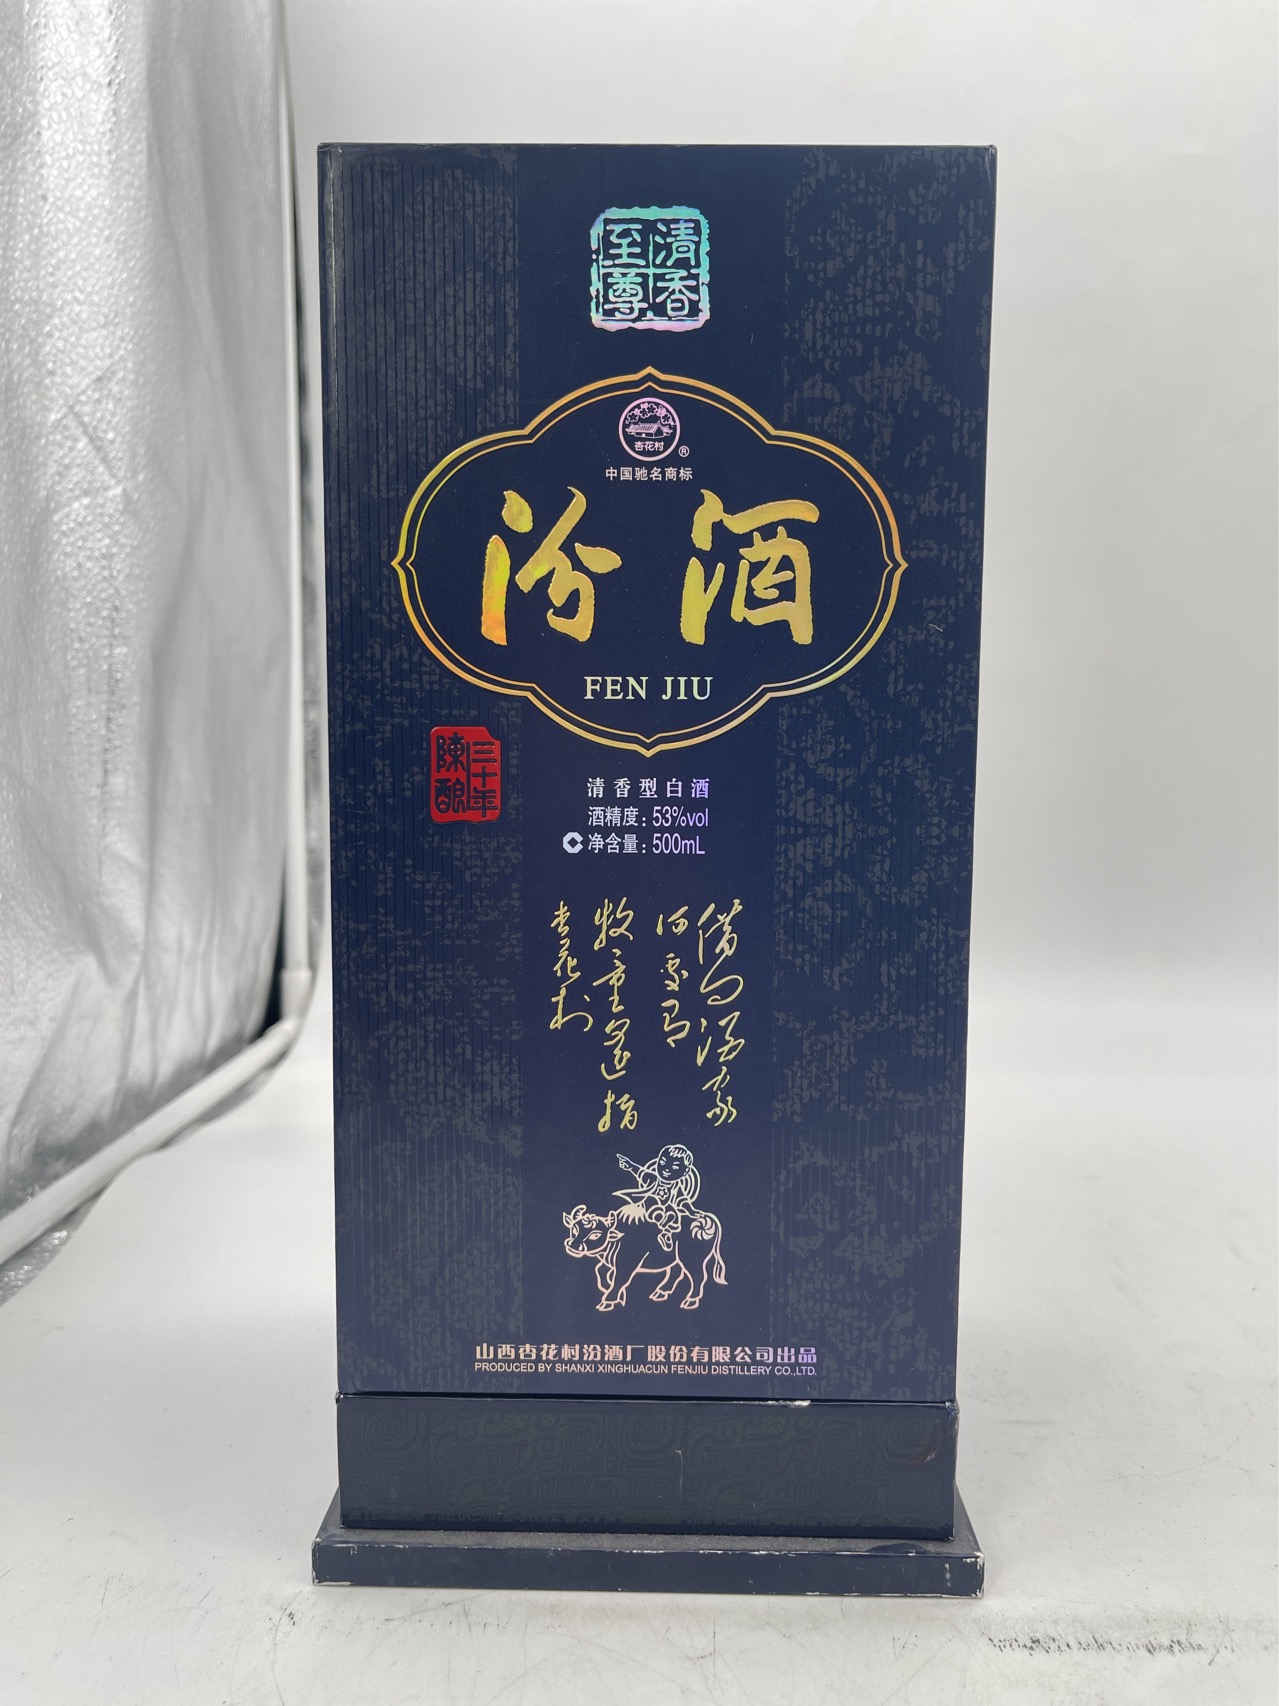 清香
至尊
杏花村
®
中国驰名商标
汾酒
FEN JIU
三十年
陳酿
清香型白酒
酒精度：53%vol
净含量：500mL
借问酒家
何处有
牧童遥指
杏花村
山西杏花村汾酒厂股份有限公司出品
PRODUCED BY SHANXI XINGHUACUN FENJIU DISTILLERY CO.,LTD.